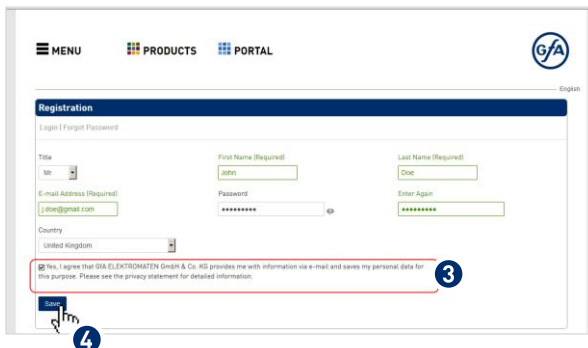 MENU PRODUCTS PORTAL GfA
English
Registration
Login | Forgot Password
Title First Name (Required) Last Name (Required)
Mr. John Doe
E-mail Address (Required) Password Enter Again
j.doe@gmail.com ••••••••• •••••••••
Country
United Kingdom
Yes, I agree that GfA ELEKTROMATEN GmbH & Co. KG provides me with information via e-mail and saves my personal data for
this purpose. Please see the privacy statement for detailed information.
3
Save
4